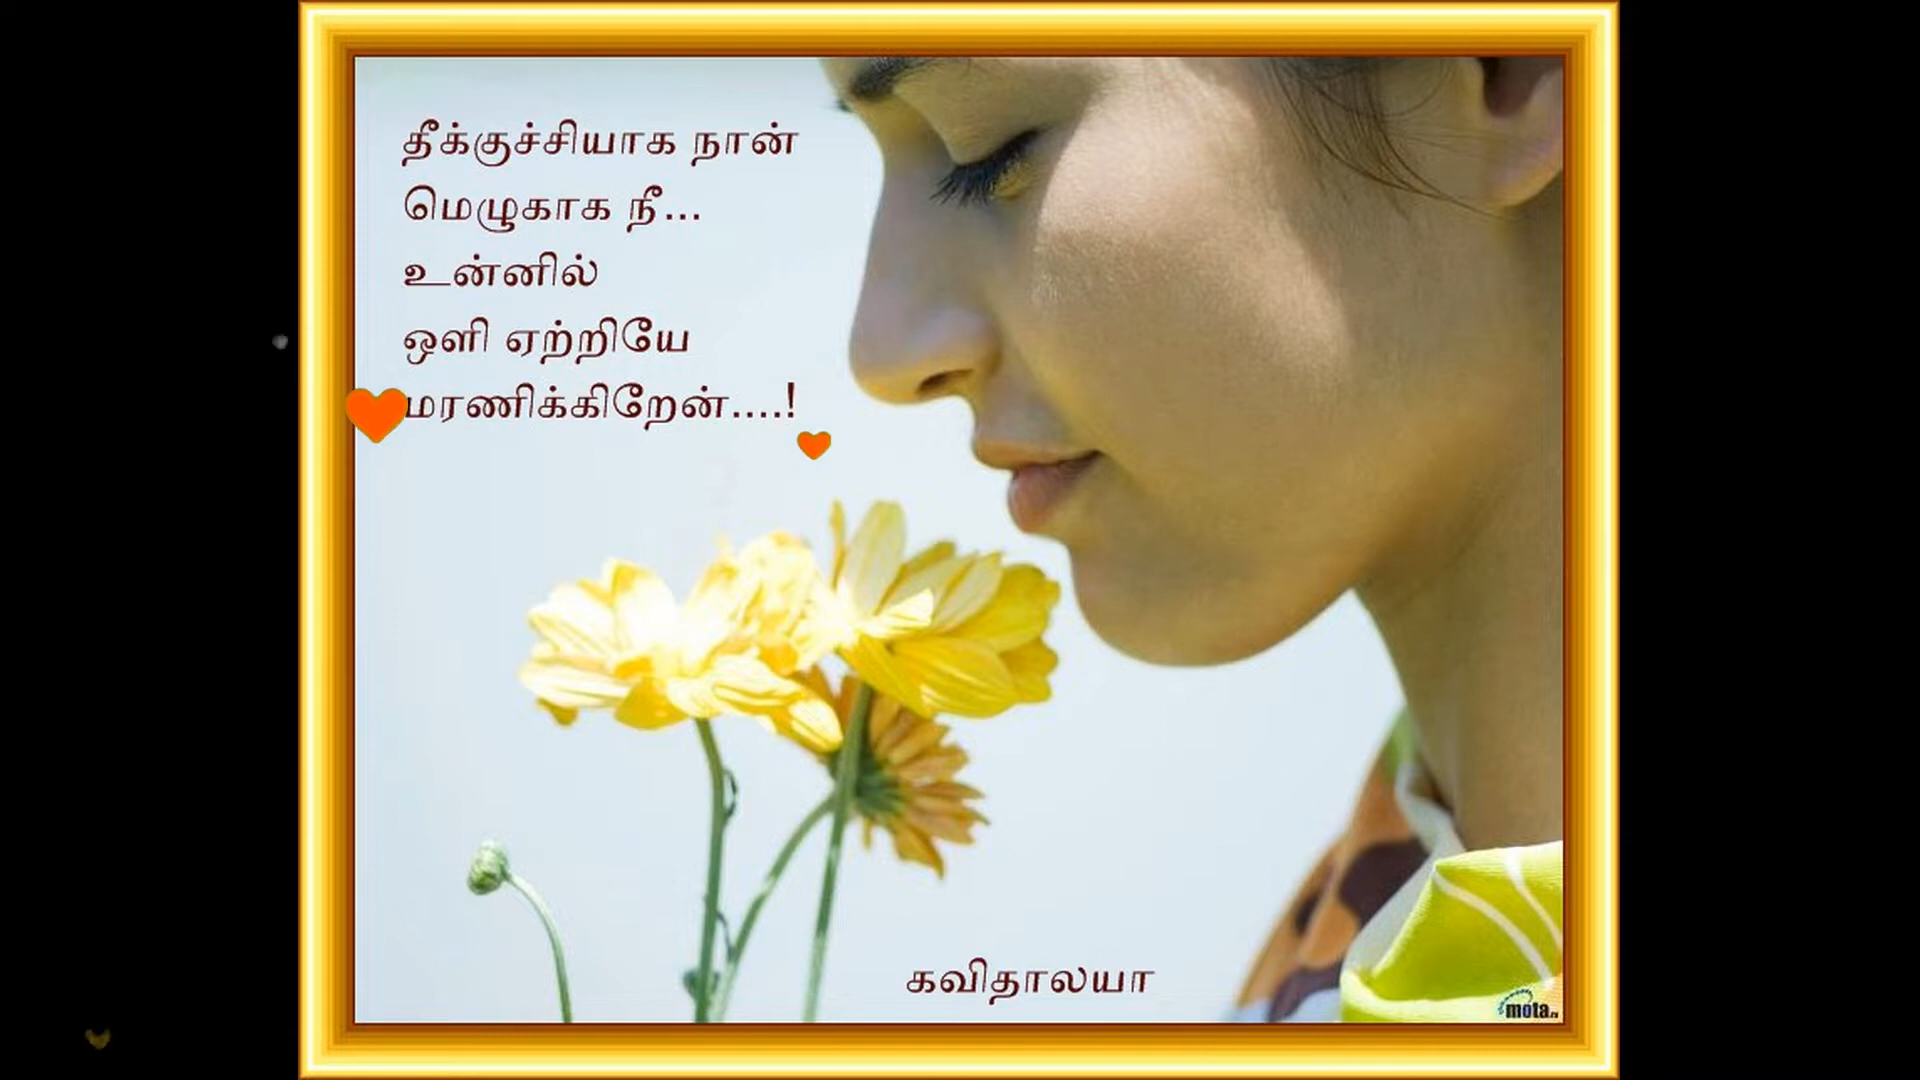 தீக்குச்சியாக நான்
மெழுகாக நீ...
உன்னில்
ஒளி ஏற்றியே
மரணிக்கிறேன்....!
கவிதாலயா
mota.ru